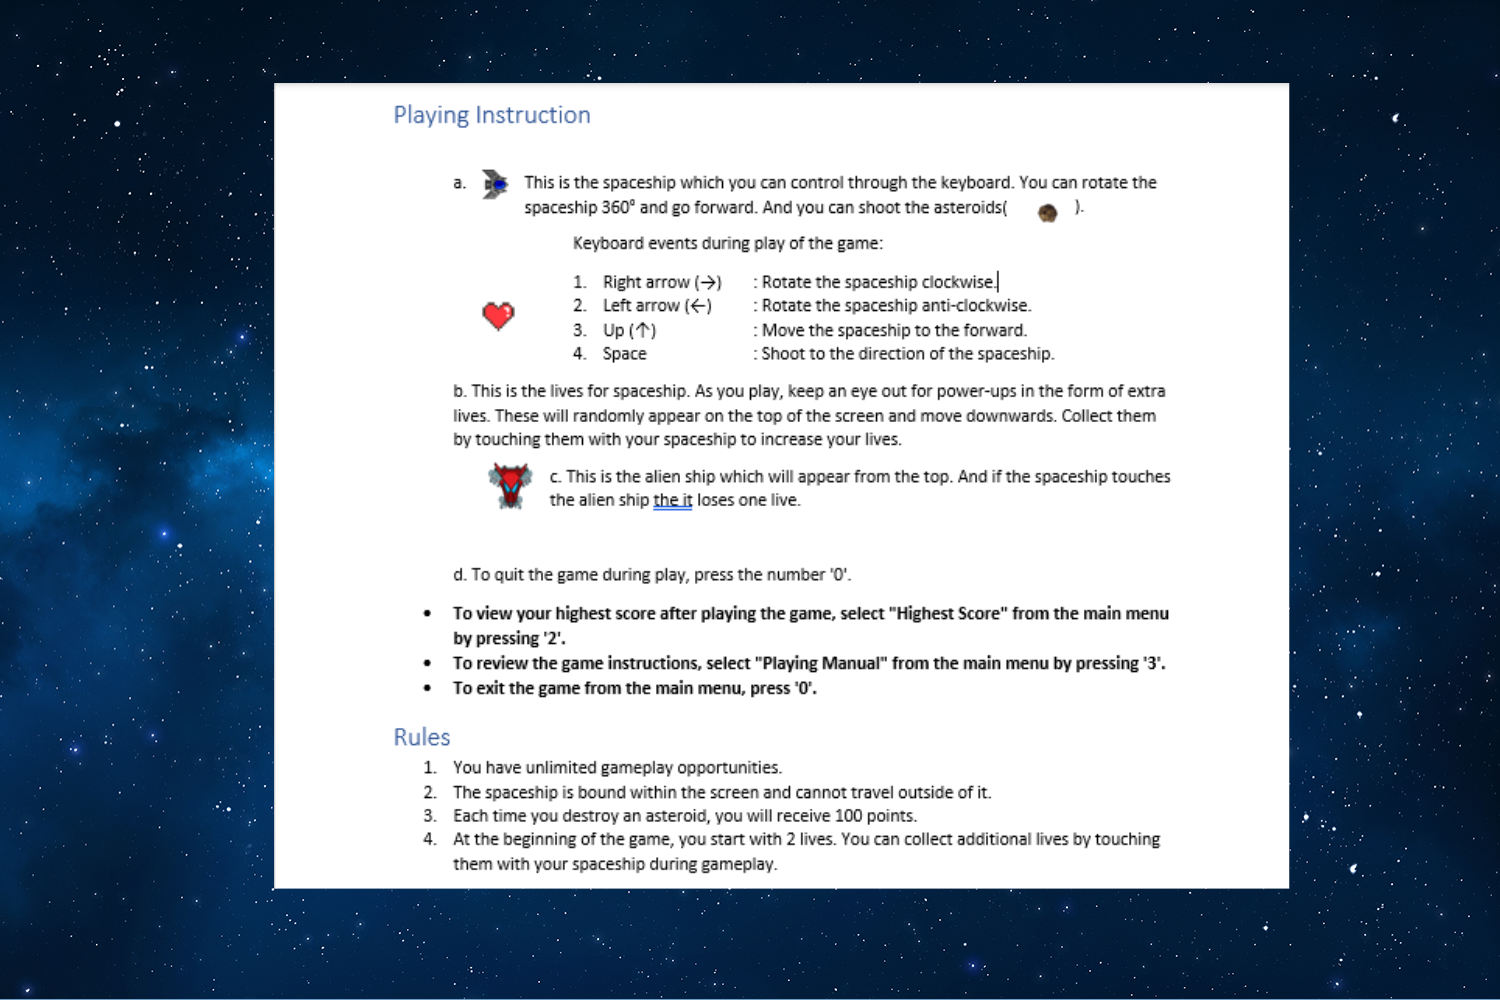 Playing Instruction
a. This is the spaceship which you can control through the keyboard. You can rotate the
spaceship 360° and go forward. And you can shoot the asteroids( ).
Keyboard events during play of the game:
1. Right arrow (→) : Rotate the spaceship clockwise.
2. Left arrow (←) : Rotate the spaceship anti-clockwise.
3. Up (↑) : Move the spaceship to the forward.
4. Space : Shoot to the direction of the spaceship.
b. This is the lives for spaceship. As you play, keep an eye out for power-ups in the form of extra
lives. These will randomly appear on the top of the screen and move downwards. Collect them
by touching them with your spaceship to increase your lives.
c. This is the alien ship which will appear from the top. And if the spaceship touches
the alien ship the it loses one live.
d. To quit the game during play, press the number '0'.
• To view your highest score after playing the game, select "Highest Score" from the main menu
by pressing '2'.
• To review the game instructions, select "Playing Manual" from the main menu by pressing '3'.
• To exit the game from the main menu, press '0'.
Rules
1. You have unlimited gameplay opportunities.
2. The spaceship is bound within the screen and cannot travel outside of it.
3. Each time you destroy an asteroid, you will receive 100 points.
4. At the beginning of the game, you start with 2 lives. You can collect additional lives by touching
them with your spaceship during gameplay.